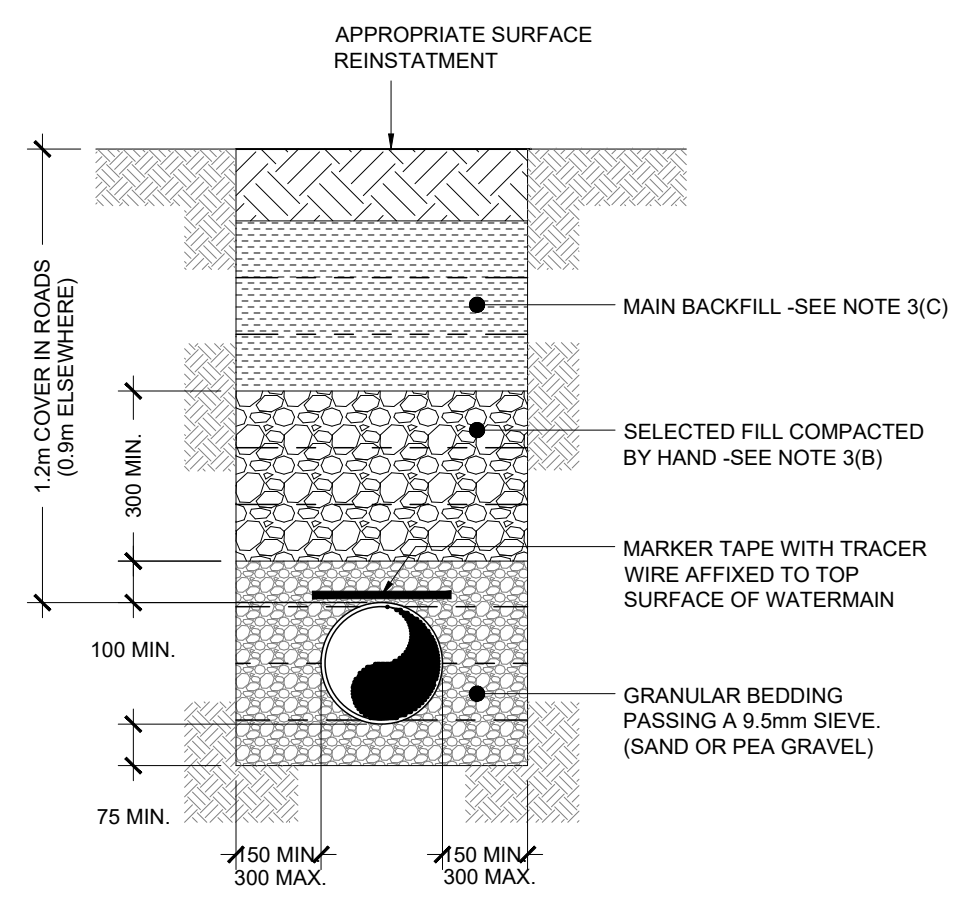 APPROPRIATE SURFACE
REINSTATMENT
1.2m COVER IN ROADS
(0.9m ELSEWHERE)
300 MIN.
MAIN BACKFILL -SEE NOTE 3(C)
SELECTED FILL COMPACTED
BY HAND -SEE NOTE 3(B)
MARKER TAPE WITH TRACER
WIRE AFFIXED TO TOP
SURFACE OF WATERMAIN
100 MIN.
GRANULAR BEDDING
PASSING A 9.5mm SIEVE.
(SAND OR PEA GRAVEL)
75 MIN.
150 MIN.
300 MAX.
150 MIN.
300 MAX.